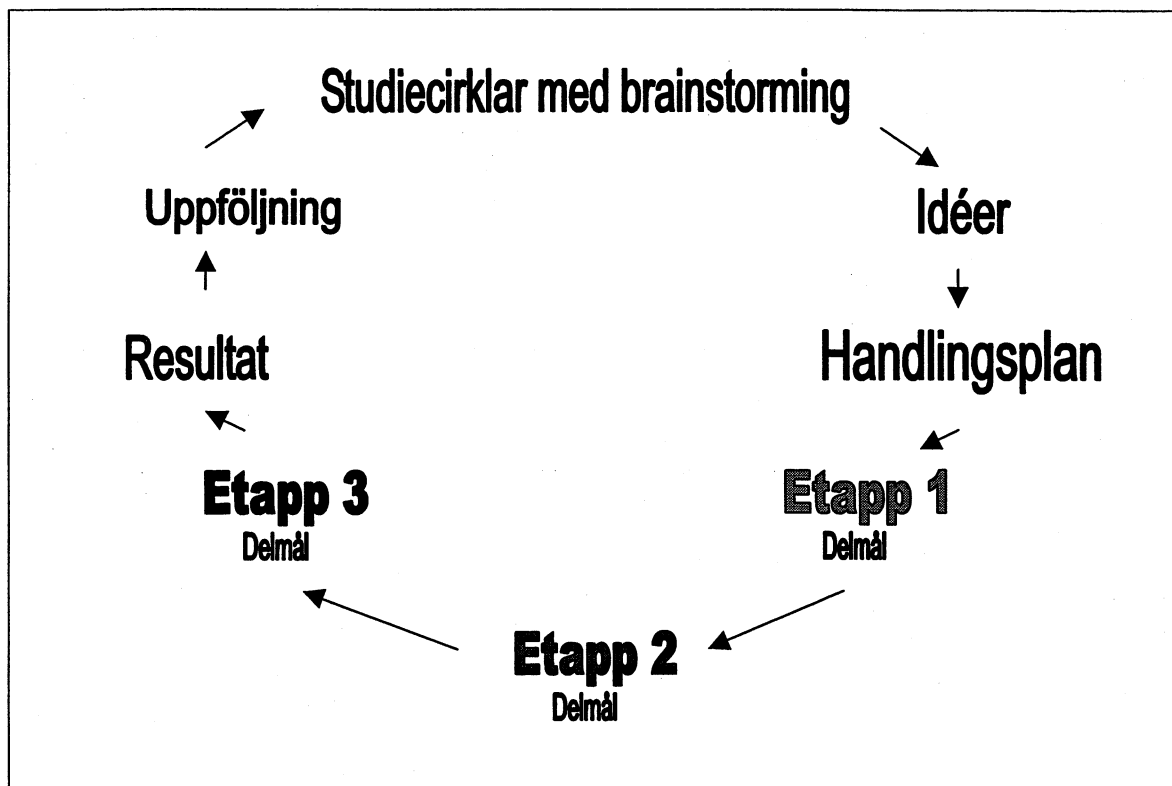 Studiecirklar med brainstorming
Uppföljning
Idéer
Resultat
Handlingsplan
Etapp 3
Delmål
Etapp 1
Delmål
Etapp 2
Delmål